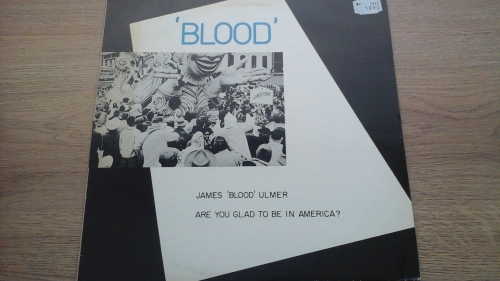 'BLOOD'
JAMES 'BLOOD' ULMER
ARE YOU GLAD TO BE IN AMERICA?